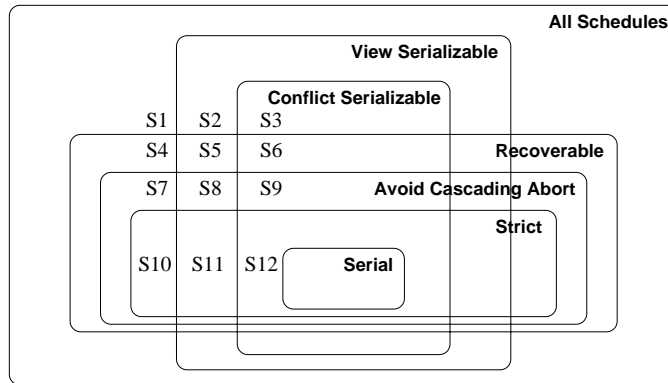 All Schedules
View Serializable
Conflict Serializable
S1 S2 S3
S4 S5 S6 Recoverable
S7 S8 S9 Avoid Cascading Abort
Strict
S10 S11 S12 Serial